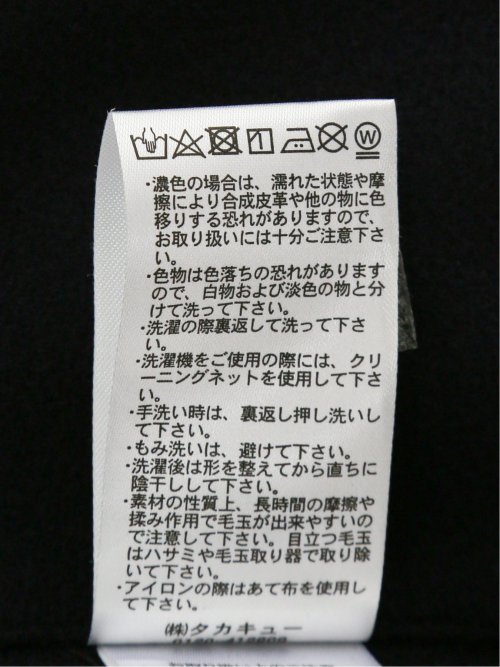 ・濃色の場合は、濡れた状態や摩
擦により合成皮革や他の物に色
移りする恐れがありますので、
お取り扱いには十分ご注意下さ
い。
・色物は色落ちの恐れがあります
ので、白物および淡色の物と分
けて洗って下さい。
・洗濯の際裏返して洗って下さ
い。
・洗濯機をご使用の際には、クリ
ーニングネットを使用して下さ
い。
・手洗い時は、裏返し押し洗いし
て下さい。
・もみ洗いは、避けて下さい。
・洗濯後は形を整えてから直ちに
陰干しして下さい。
・素材の性質上、長時間の摩擦や
揉み作用で毛玉が出来やすいの
で注意して下さい。目立つ毛玉
はハサミや毛玉取り器で取り除
いて下さい。
・アイロンの際はあて布を使用し
て下さい。
㈱タカキュー